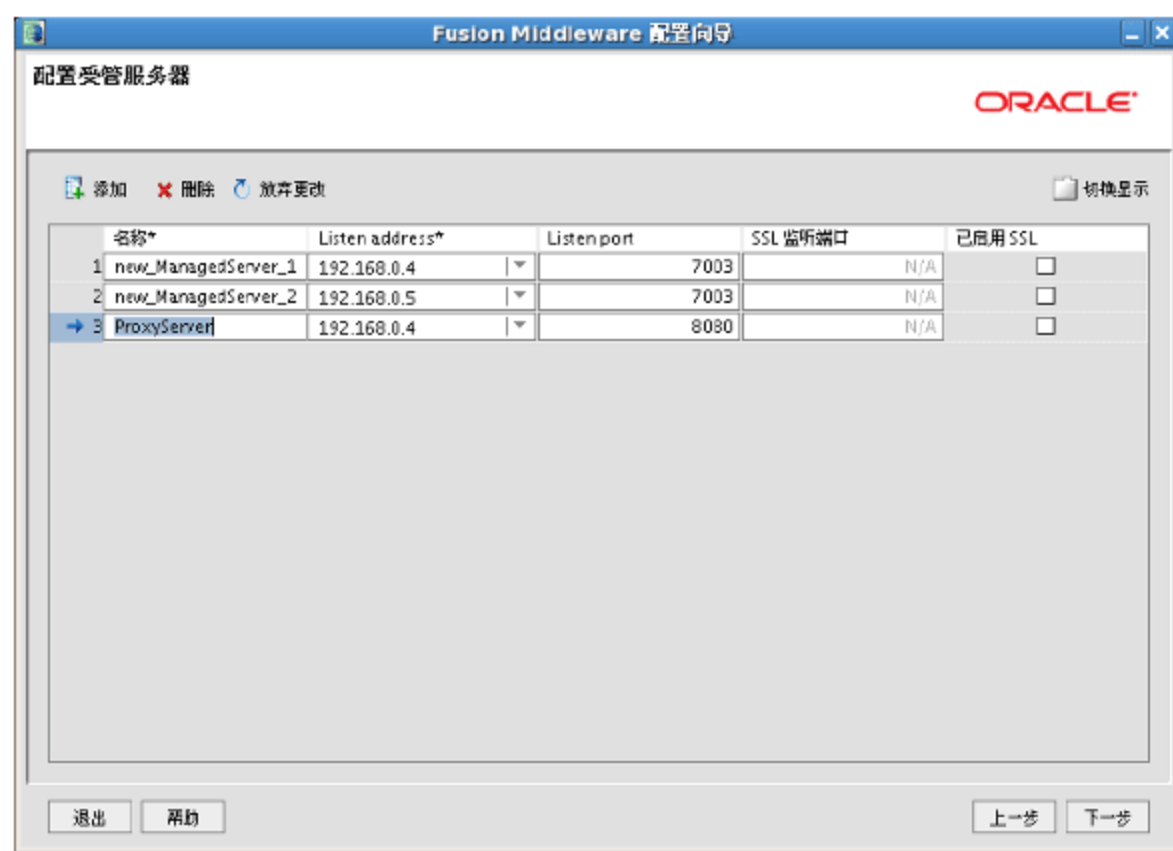 Fusion Middleware 配置向导
配置受管服务器
ORACLE
添加 删除 放弃更改 切换显示
名称* Listen address* Listen port SSL 监听端口 已启用 SSL
1 new_ManagedServer_1 192.168.0.4 7003 N/A
2 new_ManagedServer_2 192.168.0.5 7003 N/A
3 ProxyServer 192.168.0.4 8080 N/A
退出 帮助 上一步 下一步